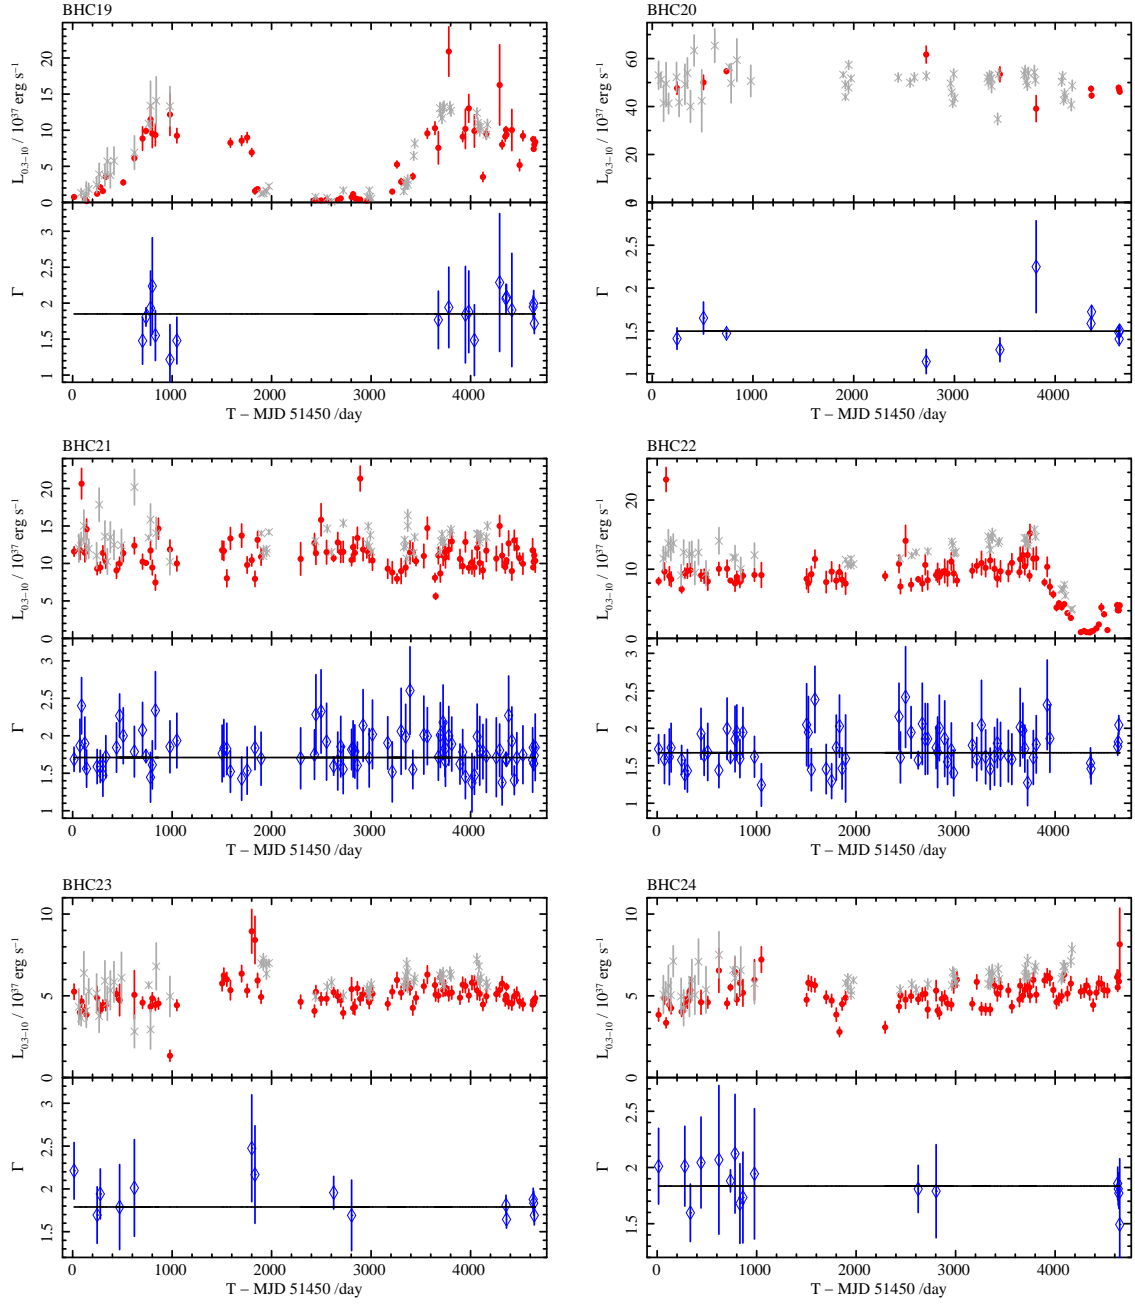 BHC19
BHC20
L0.3−10 / 10^37 erg s^−1
0 5 10 15 20
L0.3−10 / 10^37 erg s^−1
0 20 40 60
Γ
1 1.5 2 2.5 3
Γ
1 1.5 2 2.5
0 1000 2000 3000 4000
0 1000 2000 3000 4000
T − MJD 51450 /day
T − MJD 51450 /day
BHC21
BHC22
L0.3−10 / 10^37 erg s^−1
0 5 10 15 20
L0.3−10 / 10^37 erg s^−1
0 10 20
Γ
1 1.5 2 2.5 3
Γ
1 1.5 2 2.5 3
0 1000 2000 3000 4000
0 1000 2000 3000 4000
T − MJD 51450 /day
T − MJD 51450 /day
BHC23
BHC24
L0.3−10 / 10^37 erg s^−1
0 5 10
L0.3−10 / 10^37 erg s^−1
0 5 10
Γ
1.5 2 2.5 3
Γ
1.5 2 2.5
0 1000 2000 3000 4000
0 1000 2000 3000 4000
T − MJD 51450 /day
T − MJD 51450 /day